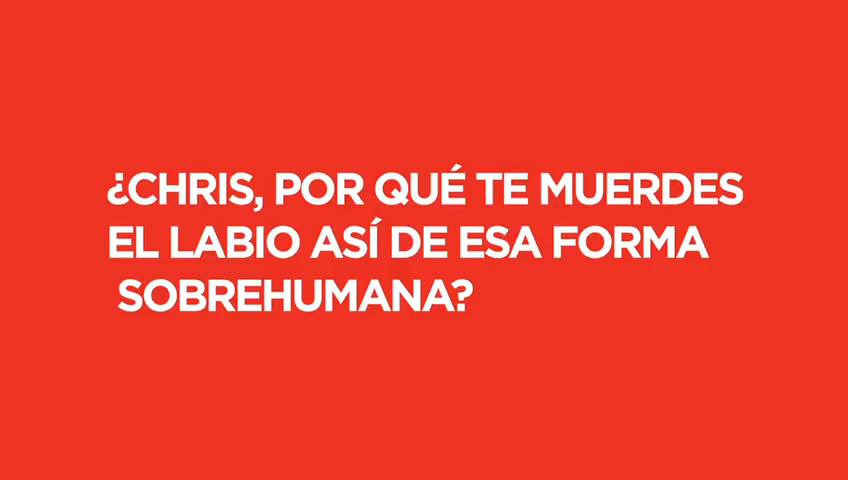 ¿CHRIS, POR QUÉ TE MUERDES
EL LABIO ASÍ DE ESA FORMA
SOBREHUMANA?